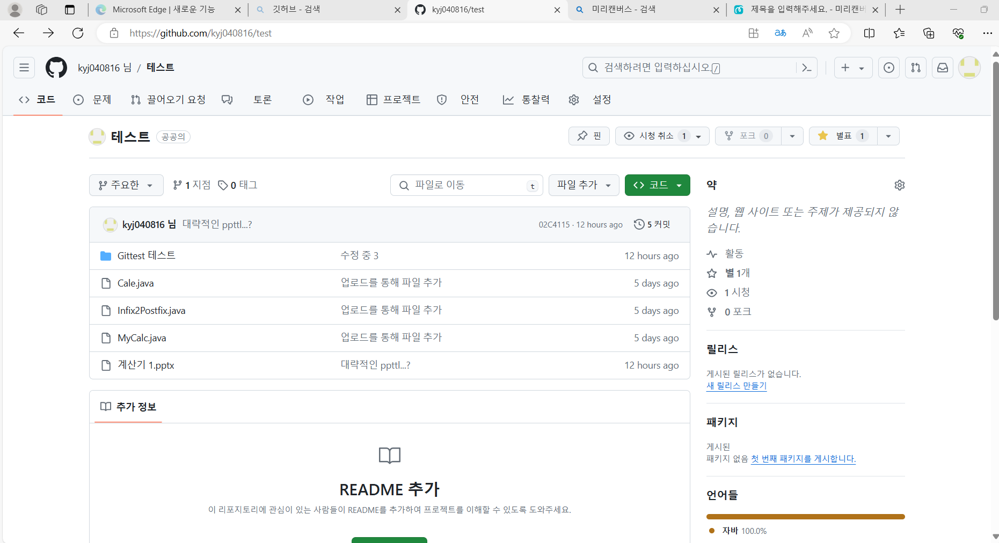 Microsoft Edge | 새로운 기능
깃허브 - 검색
kyj040816/test
미리캔버스 - 검색
제목을 입력해주세요. - 미리캔버
https://github.com/kyj040816/test
aあ
A
kyj040816 님 / 테스트
검색하려면 입력하십시오./
코드
문제
끌어오기 요청
토론
작업
프로젝트
안전
통찰력
설정
테스트 공공의
핀
시청 취소 1
포크 0
별표 1
주요한
1 지점
0 태그
파일로 이동 t
파일 추가
<> 코드
kyj040816 님 대략적인 ppttl...?
02C4115 · 12 hours ago
5 커밋
Gittest 테스트 수정 중 3 12 hours ago
Cale.java 업로드를 통해 파일 추가 5 days ago
Infix2Postfix.java 업로드를 통해 파일 추가 5 days ago
MyCalc.java 업로드를 통해 파일 추가 5 days ago
계산기 1.pptx 대략적인 ppttl...? 12 hours ago
추가 정보
README 추가
이 리포지토리에 관심이 있는 사람들이 README를 추가하여 프로젝트를 이해할 수 있도록 도와주세요.
약
설명, 웹 사이트 또는 주제가 제공되지 않
습니다.
활동
별 1개
1 시청
0 포크
릴리스
게시된 릴리스가 없습니다.
새 릴리스 만들기
패키지
게시된
패키지 없음 첫 번째 패키지를 게시합니다.
언어들
자바 100.0%